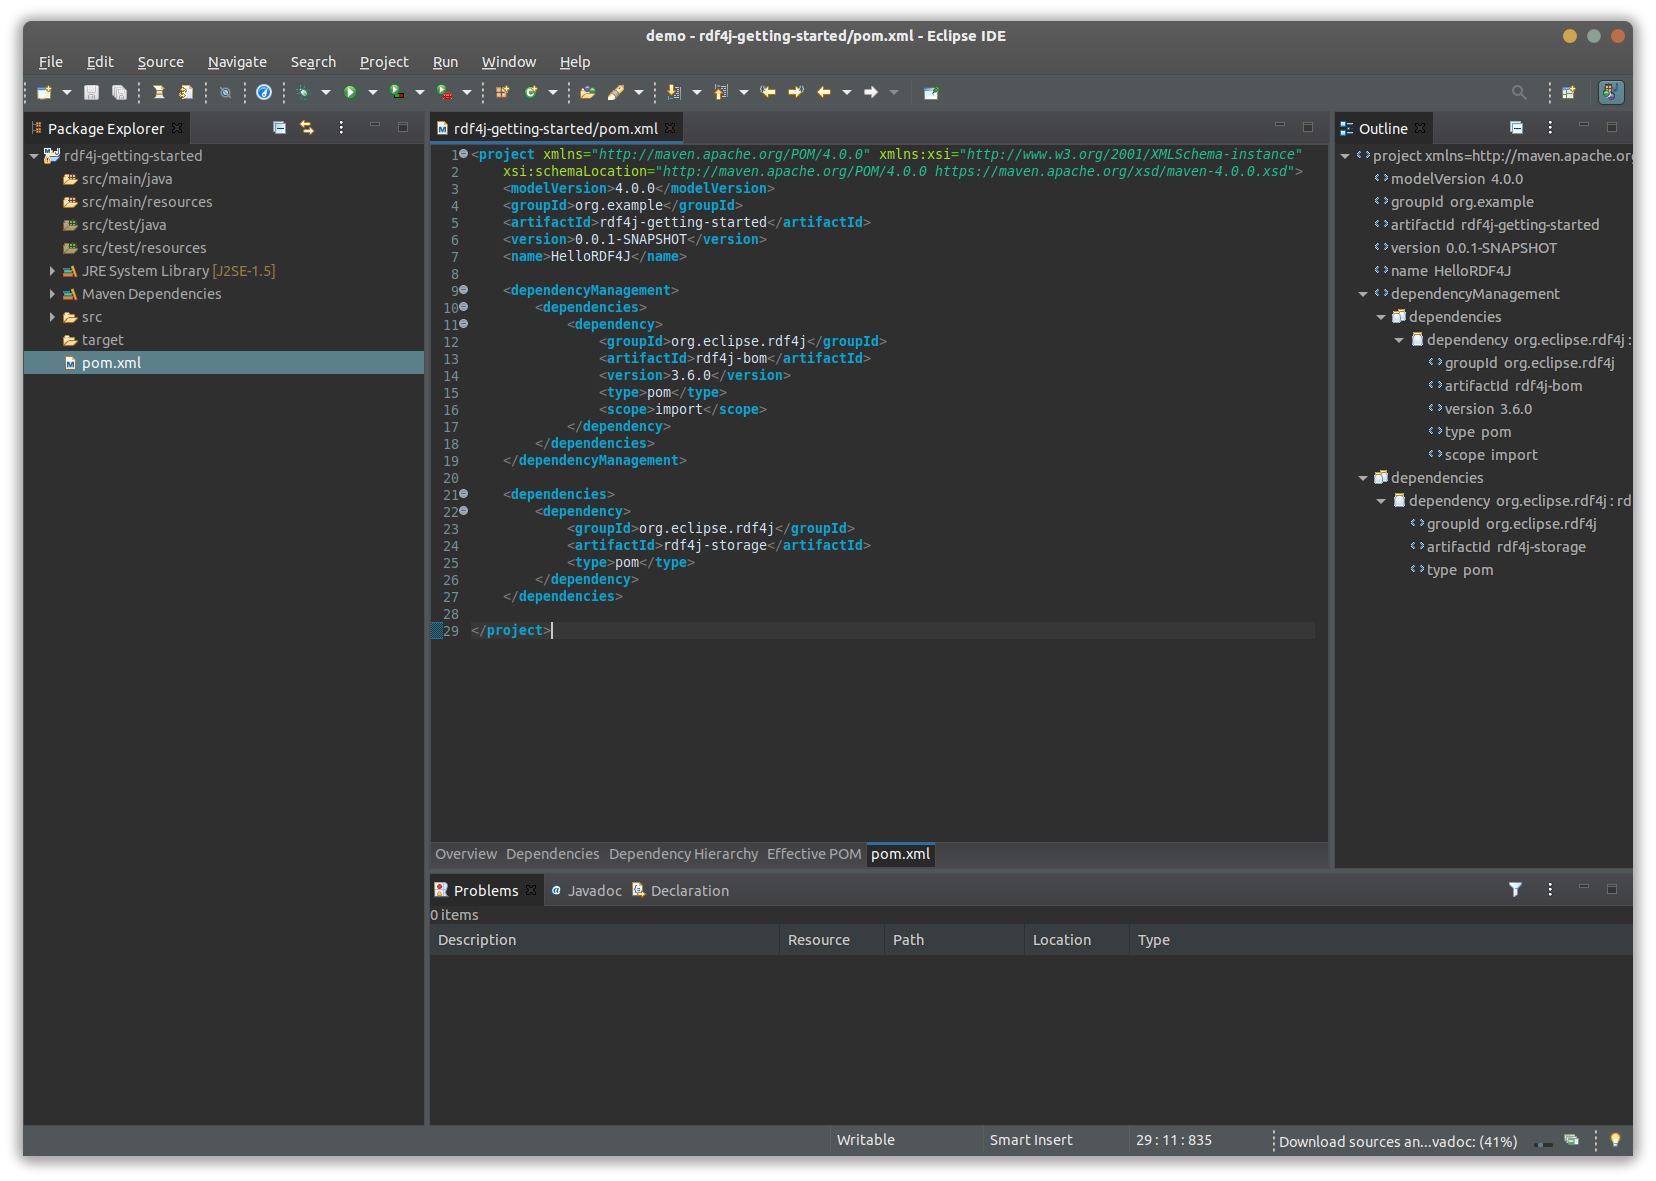 demo - rdf4j-getting-started/pom.xml - Eclipse IDE
File Edit Source Navigate Search Project Run Window Help
Package Explorer
rdf4j-getting-started
src/main/java
src/main/resources
src/test/java
src/test/resources
JRE System Library [J2SE-1.5]
Maven Dependencies
src
target
pom.xml
rdf4j-getting-started/pom.xml
1 <project xmlns="http://maven.apache.org/POM/4.0.0" xmlns:xsi="http://www.w3.org/2001/XMLSchema-instance"
2 xsi:schemaLocation="http://maven.apache.org/POM/4.0.0 https://maven.apache.org/xsd/maven-4.0.0.xsd">
3 <modelVersion>4.0.0</modelVersion>
4 <groupId>org.example</groupId>
5 <artifactId>rdf4j-getting-started</artifactId>
6 <version>0.0.1-SNAPSHOT</version>
7 <name>HelloRDF4J</name>
8
9 <dependencyManagement>
10 <dependencies>
11 <dependency>
12 <groupId>org.eclipse.rdf4j</groupId>
13 <artifactId>rdf4j-bom</artifactId>
14 <version>3.6.0</version>
15 <type>pom</type>
16 <scope>import</scope>
17 </dependency>
18 </dependencies>
19 </dependencyManagement>
20
21 <dependencies>
22 <dependency>
23 <groupId>org.eclipse.rdf4j</groupId>
24 <artifactId>rdf4j-storage</artifactId>
25 <type>pom</type>
26 </dependency>
27 </dependencies>
28
29 </project>
Overview Dependencies Dependency Hierarchy Effective POM pom.xml
Outline
project xmlns=http://maven.apache.org
modelVersion 4.0.0
groupId org.example
artifactId rdf4j-getting-started
version 0.0.1-SNAPSHOT
name HelloRDF4J
dependencyManagement
dependencies
dependency org.eclipse.rdf4j :
groupId org.eclipse.rdf4j
artifactId rdf4j-bom
version 3.6.0
type pom
scope import
dependencies
dependency org.eclipse.rdf4j : rd
groupId org.eclipse.rdf4j
artifactId rdf4j-storage
type pom
Problems Javadoc Declaration
0 items
Description Resource Path Location Type
Writable Smart Insert 29 : 11 : 835 Download sources an...vadoc: (41%)